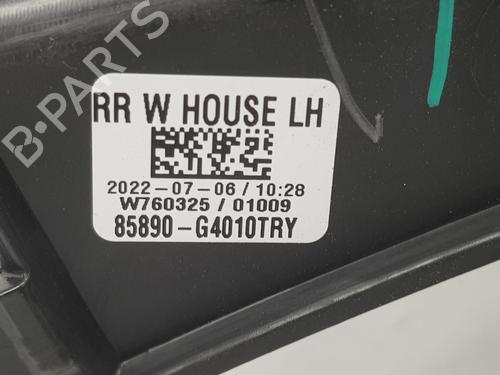 RR W HOUSE LH
2022-07-06 / 10:28
W760325 / 01009
85890-G4010TRY
B-PARTS